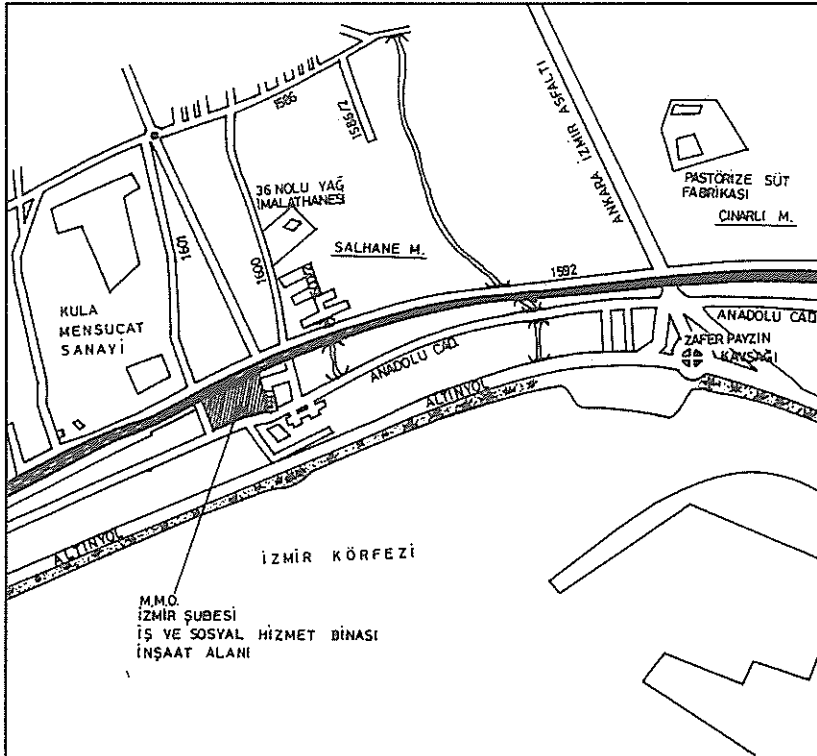 1586
1585/2
ANKARA İZMİR ASFALTI
PASTÖRİZE SÜT
FABRİKASI
ÇINARLI M.
36 NOLU YAĞ
İMALATHANESİ
SALHANE M.
1601
1600
1592
KULA
MENSUCAT
SANAYİ
ANADOLU CAD.
ANADOLU CAD.
ZAFER PAYZIN
KAVŞAĞI
ALTINYOL
ALTINYOL
İZMİR KÖRFEZİ
M.M.O.
İZMİR ŞUBESİ
İŞ VE SOSYAL HİZMET BİNASI
İNŞAAT ALANI